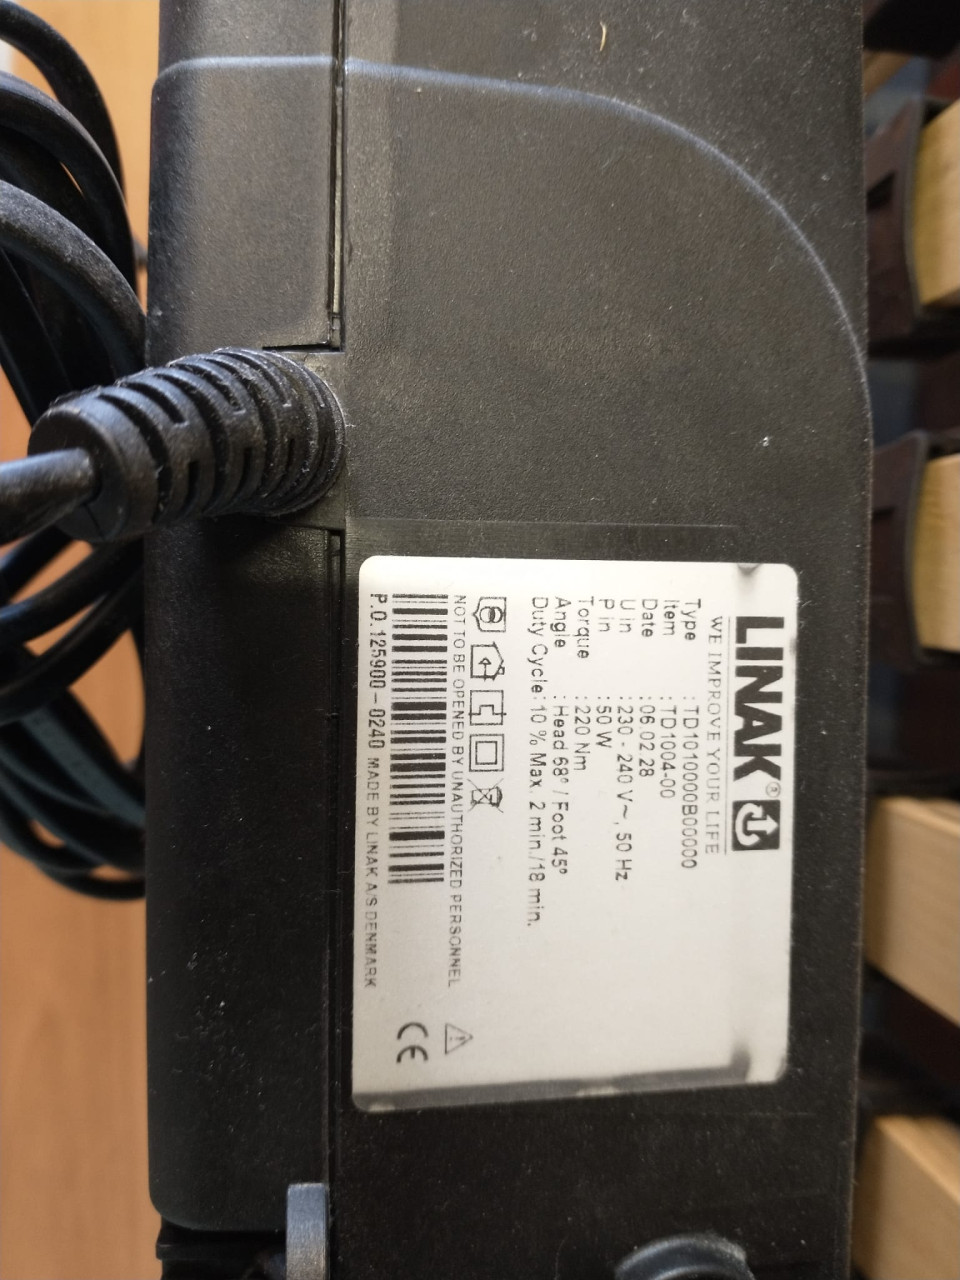 LINAK®
WE IMPROVE YOUR LIFE
Type : TD1010000B00000
Item : TD1004-00
Date : 06 02 28
U in : 230 - 240 V~, 50 Hz
P in : 50 W
Torque : 220 Nm
Angle : Head 68° / Foot 45°
Duty Cycle: 10 % Max. 2 min./18 min.
NOT TO BE OPENED BY UNAUTHORIZED PERSONNEL
P.O.125900-0240 MADE BY LINAK A/S DENMARK
CE